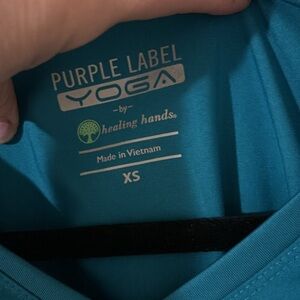 PURPLE LABEL
YOGA
-by-
healing hands®
Made in Vietnam
XS